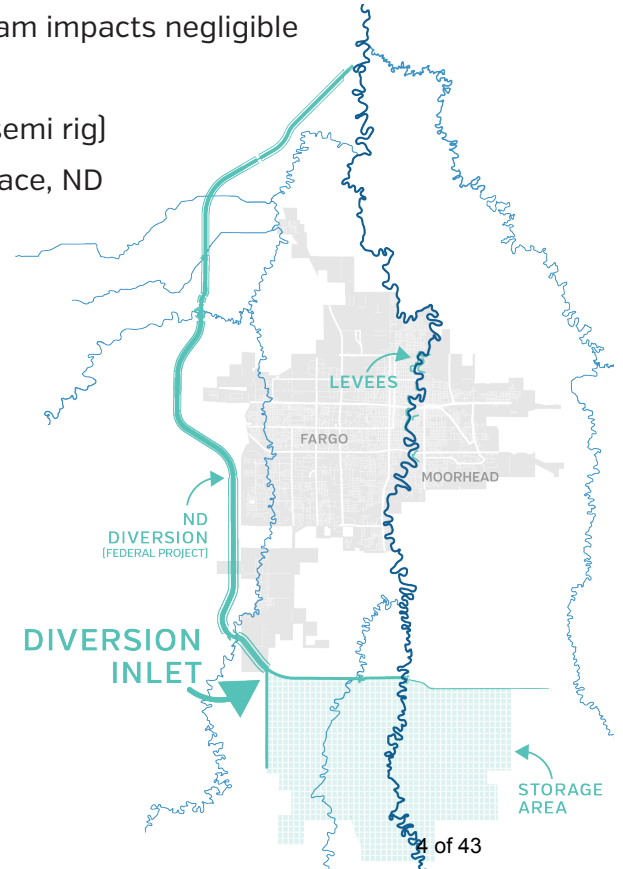 am impacts negligible
semi rig)
ace, ND
LEVEES
FARGO
MOORHEAD
ND
DIVERSION
(FEDERAL PROJECT)
DIVERSION
INLET
STORAGE
AREA
4 of 43